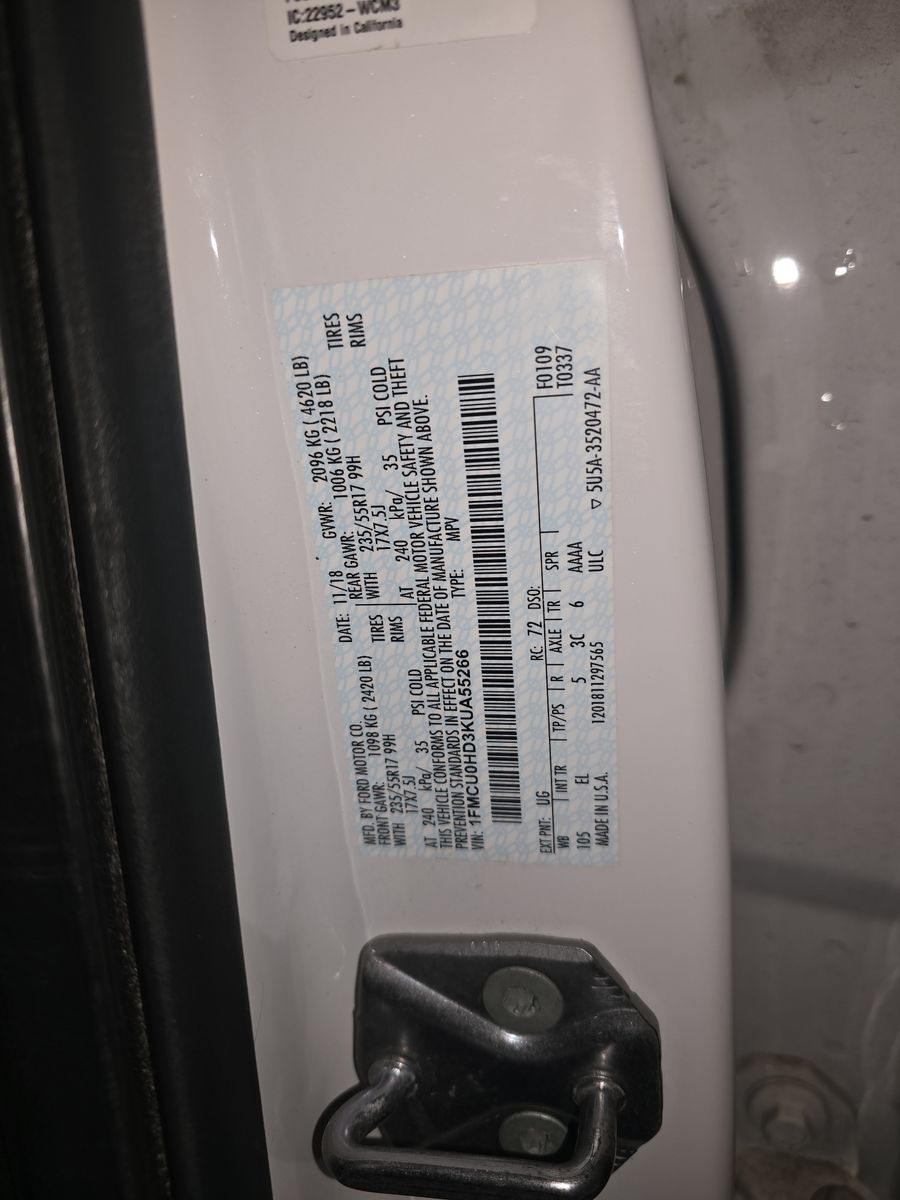 IC:22952-WCM3
Designed in California
MFD. BY FORD MOTOR CO.
DATE: 11/18
GVWR: 2096 KG ( 4620 LB)
FRONT GAWR: 1098 KG ( 2420 LB)
REAR GAWR: 1006 KG ( 2218 LB)
WITH 235/55R17 99H TIRES
WITH 235/55R17 99H TIRES
17X7.5J RIMS
17X7.5J RIMS
AT 240 kPa/ 35 PSI COLD
AT 240 kPa/ 35 PSI COLD
THIS VEHICLE CONFORMS TO ALL APPLICABLE FEDERAL MOTOR VEHICLE SAFETY AND THEFT
PREVENTION STANDARDS IN EFFECT ON THE DATE OF MANUFACTURE SHOWN ABOVE.
VIN: 1FMCU0HD3KUA55266
TYPE: MPV
EXT PNT: UG RC: 72 DSO: F0109
WB INT TR TP/PS R AXLE TR SPR T0337
105 EL 5 3C 6 AAAA
MADE IN U.S.A. 1201811297565 ULC ▽ 5U5A-3520472-AA